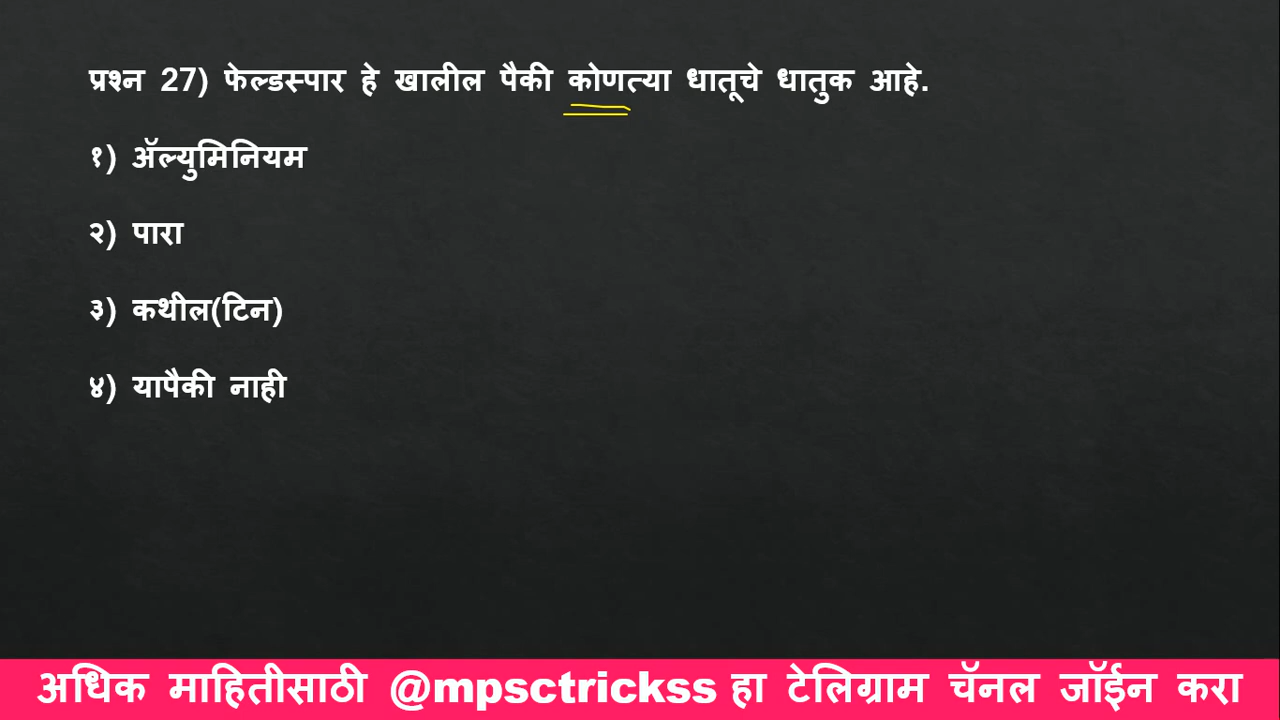 प्रश्न 27) फेल्डस्पार हे खालील पैकी कोणत्या धातूचे धातुक आहे.
१) ॲल्युमिनियम
२) पारा
३) कथील(टिन)
४) यापैकी नाही
अधिक माहितीसाठी @mpsctrickss हा टेलिग्राम चॅनल जॉईन करा